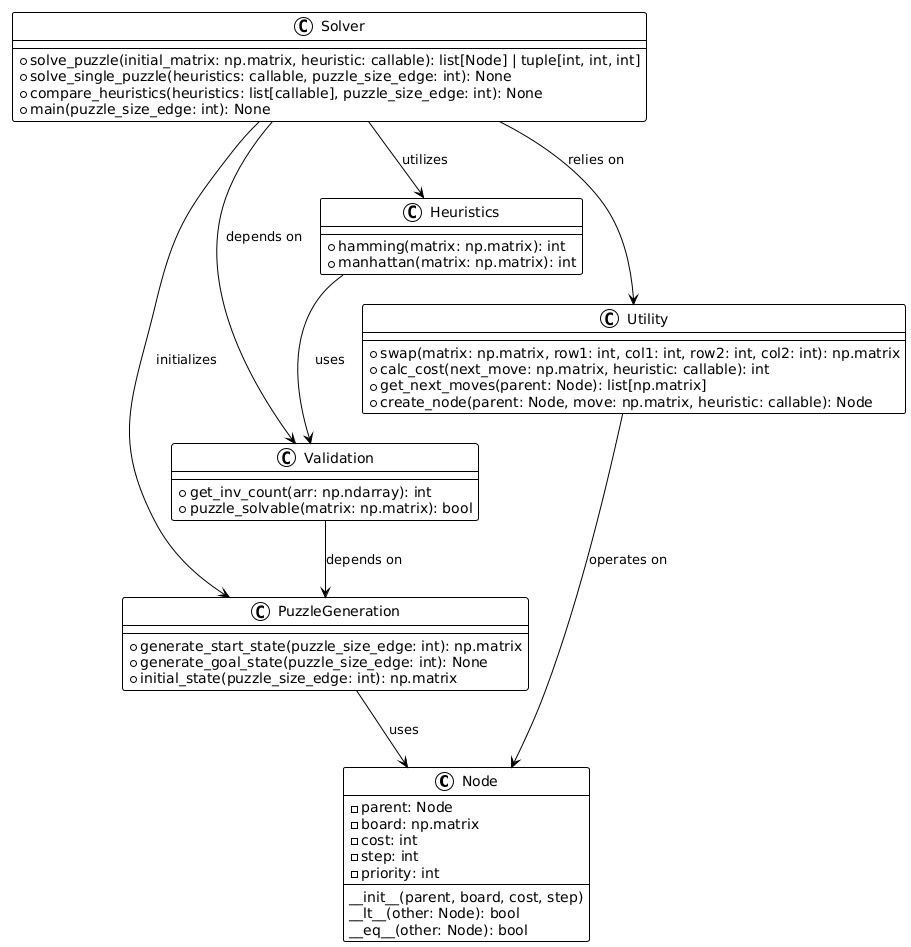 C Solver
solve_puzzle(initial_matrix: np.matrix, heuristic: callable): list[Node] | tuple[int, int, int]
solve_single_puzzle(heuristics: callable, puzzle_size_edge: int): None
compare_heuristics(heuristics: list[callable], puzzle_size_edge: int): None
main(puzzle_size_edge: int): None
utilizes
relies on
C Heuristics
hamming(matrix: np.matrix): int
manhattan(matrix: np.matrix): int
depends on
C Utility
swap(matrix: np.matrix, row1: int, col1: int, row2: int, col2: int): np.matrix
calc_cost(next_move: np.matrix, heuristic: callable): int
get_next_moves(parent: Node): list[np.matrix]
create_node(parent: Node, move: np.matrix, heuristic: callable): Node
initializes
uses
C Validation
get_inv_count(arr: np.ndarray): int
puzzle_solvable(matrix: np.matrix): bool
depends on
operates on
C PuzzleGeneration
generate_start_state(puzzle_size_edge: int): np.matrix
generate_goal_state(puzzle_size_edge: int): None
initial_state(puzzle_size_edge: int): np.matrix
uses
C Node
parent: Node
board: np.matrix
cost: int
step: int
priority: int
__init__(parent, board, cost, step)
__lt__(other: Node): bool
__eq__(other: Node): bool